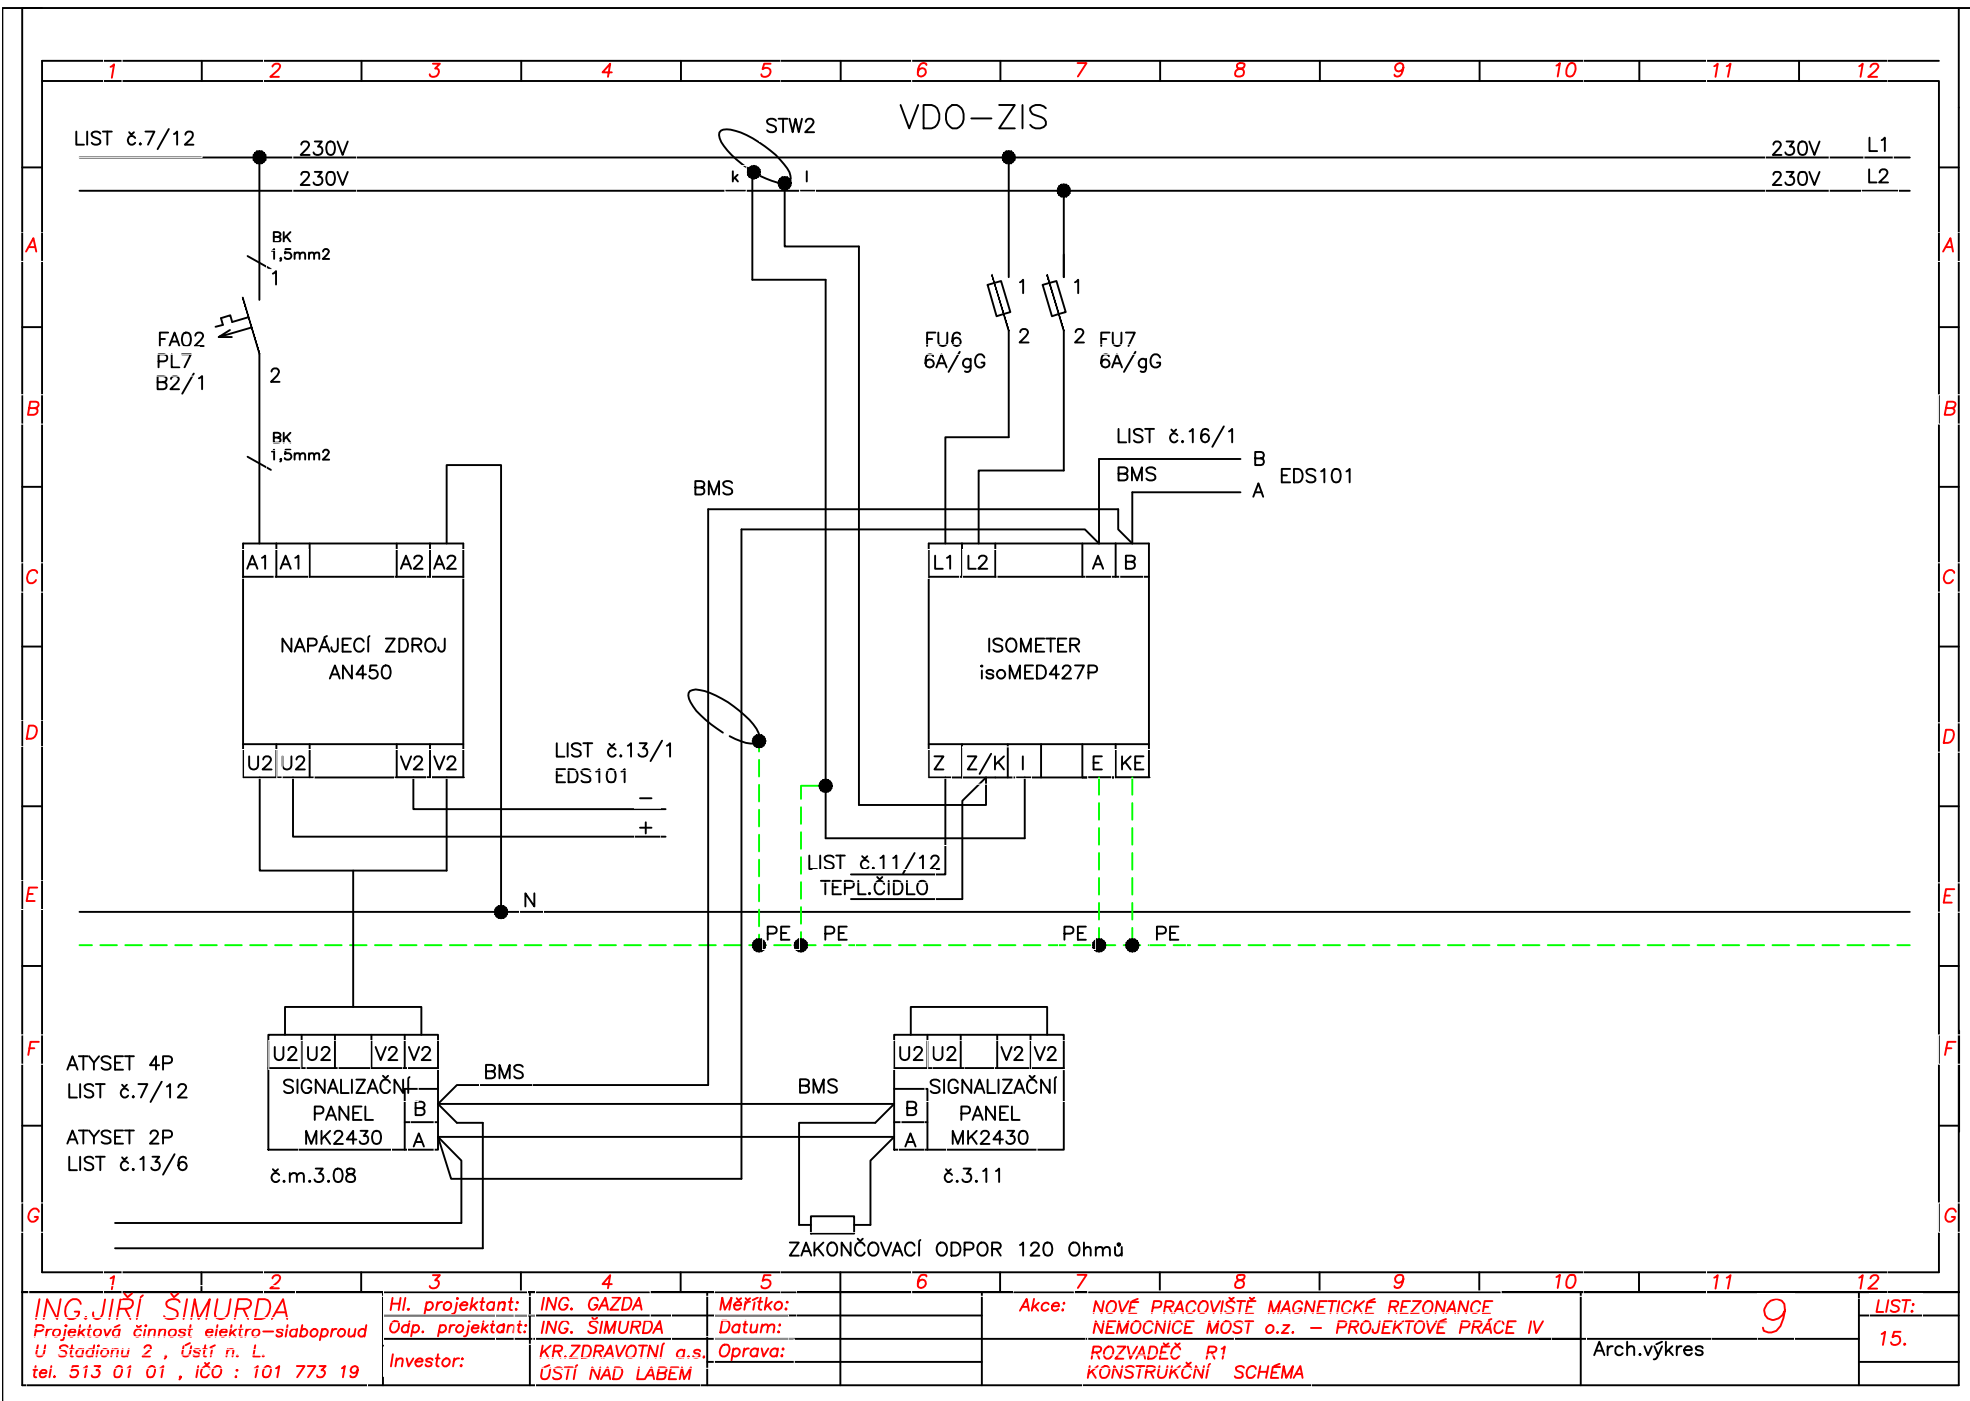 1 2 3 4 5 6 7 8 9 10 11 12
VDO-ZIS
LIST č.7/12
230V
230V
STW2
k
l
230V L1
230V L2
A
A
BK
1,5mm2
1
FA02
PL7
B2/1
2
BK
1,5mm2
1
2
FU6
6A/gG
1
2
FU7
6A/gG
B
B
LIST č.16/1
BMS
B
A
EDS101
BMS
C
C
A1 A1 A2 A2
NAPÁJECÍ ZDROJ
AN450
U2 U2 V2 V2
L1 L2 A B
ISOMETER
isoMED427P
Z Z/K I E KE
D
D
LIST č.13/1
EDS101
-
+
LIST č.11/12
TEPL.ČIDLO
E
E
N
PE
PE
PE
PE
F
F
ATYSET 4P
LIST č.7/12
ATYSET 2P
LIST č.13/6
U2 U2 V2 V2
SIGNALIZAČNÍ
PANEL
MK2430
B
A
č.m.3.08
BMS
BMS
U2 U2 V2 V2
SIGNALIZAČNÍ
PANEL
MK2430
B
A
č.3.11
G
G
ZAKONČOVACÍ ODPOR 120 Ohmů
1 2 3 4 5 6 7 8 9 10 11 12
ING.JIŘÍ ŠIMURDA
Projektová činnost elektro-slaboproud
U Stadionu 2 , Ústí n. L.
tel. 513 01 01 , IČO : 101 773 19
Hl. projektant: ING. GAZDA
Odp. projektant: ING. ŠIMURDA
Investor: KR.ZDRAVOTNÍ a.s.
ÚSTÍ NAD LABEM
Měřítko:
Datum:
Oprava:
Akce: NOVÉ PRACOVIŠTĚ MAGNETICKÉ REZONANCE
NEMOCNICE MOST o.z. - PROJEKTOVÉ PRÁCE IV
ROZVADĚČ R1
KONSTRUKČNÍ SCHÉMA
9
Arch.výkres
LIST:
15.